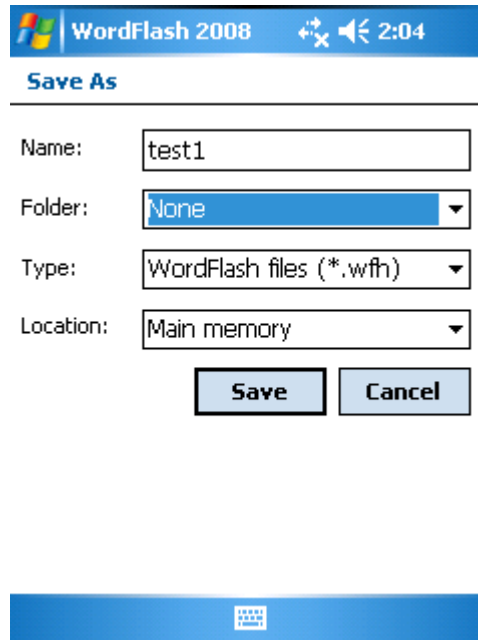 WordFlash 2008 2:04
Save As
Name: test1
Folder: None
Type: WordFlash files (*.wfh)
Location: Main memory
Save Cancel